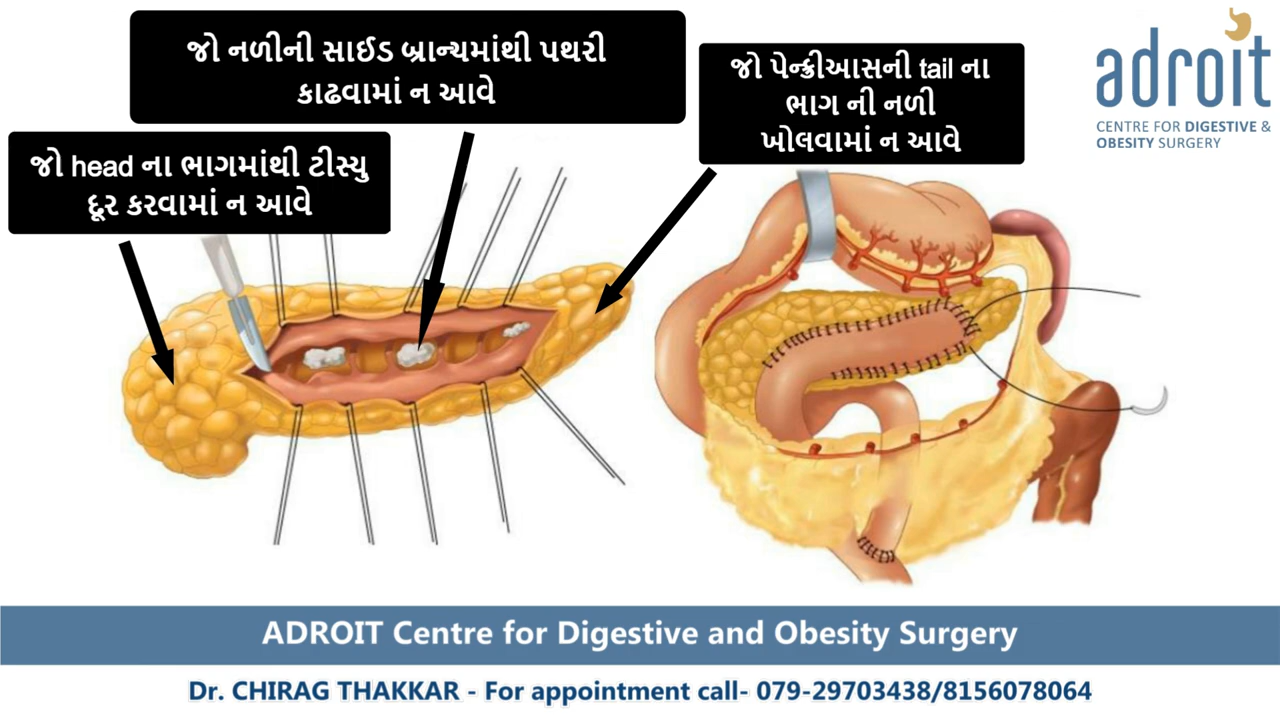 જો નળીની સાઈડ બ્રાન્ચમાંથી પથરી
કાઢવામાં ન આવે
જો પેન્ક્રીઆસની tail ના
ભાગ ની નળી
ખોલવામાં ન આવે
જો head ના ભાગમાંથી ટીસ્યુ
દૂર કરવામાં ન આવે
adroit
CENTRE FOR DIGESTIVE &
OBESITY SURGERY
ADROIT Centre for Digestive and Obesity Surgery
Dr. CHIRAG THAKKAR - For appointment call- 079-29703438/8156078064